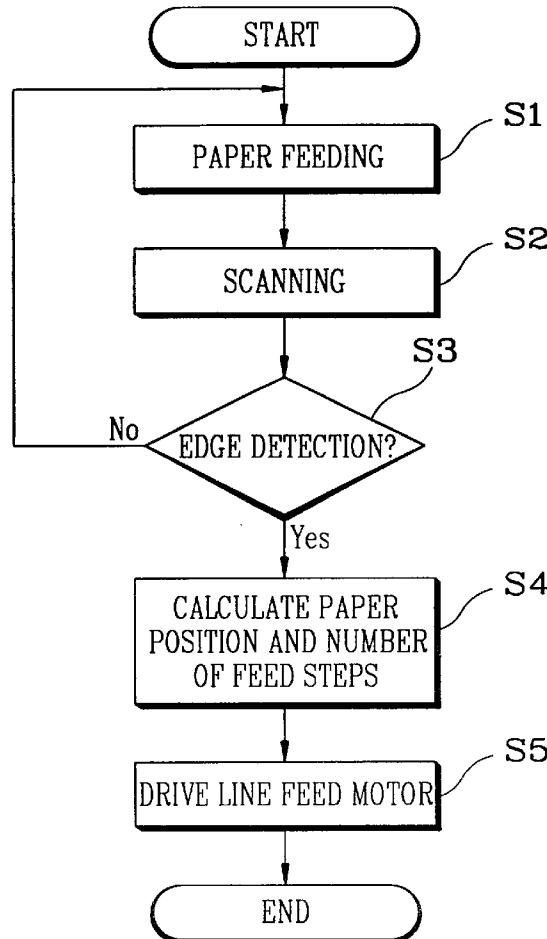 START
S1
PAPER FEEDING
S2
SCANNING
S3
No
EDGE DETECTION?
Yes
S4
CALCULATE PAPER
POSITION AND NUMBER
OF FEED STEPS
S5
DRIVE LINE FEED MOTOR
END